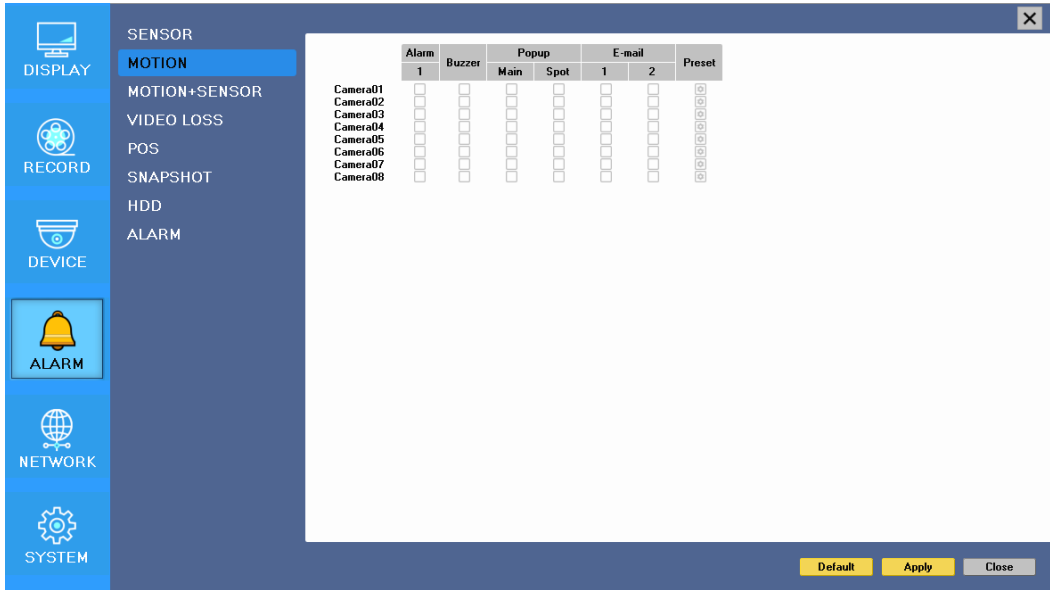 DISPLAY
RECORD
DEVICE
ALARM
NETWORK
SYSTEM
SENSOR
MOTION
MOTION+SENSOR
VIDEO LOSS
POS
SNAPSHOT
HDD
ALARM
Alarm Buzzer Popup E-mail Preset
1 Main Spot 1 2
Camera01
Camera02
Camera03
Camera04
Camera05
Camera06
Camera07
Camera08
Default Apply Close